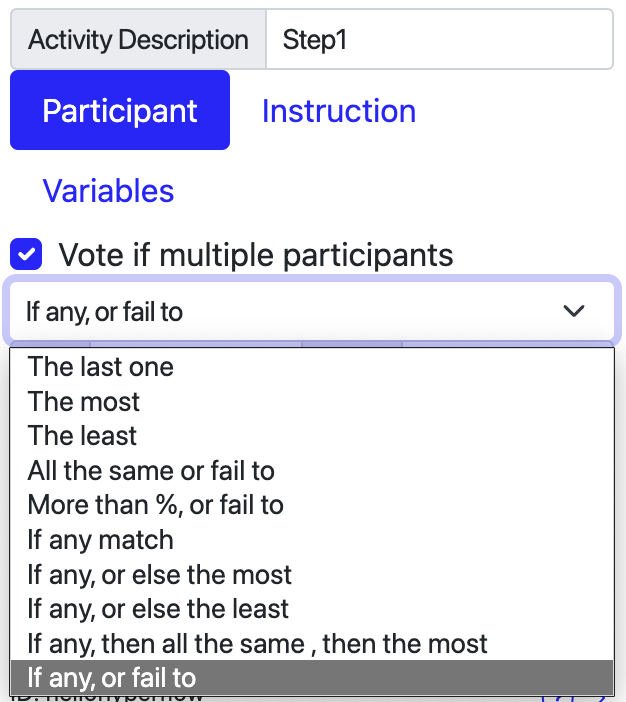 Activity Description Step1
Participant Instruction
Variables
Vote if multiple participants
If any, or fail to
The last one
The most
The least
All the same or fail to
More than %, or fail to
If any match
If any, or else the most
If any, or else the least
If any, then all the same , then the most
If any, or fail to